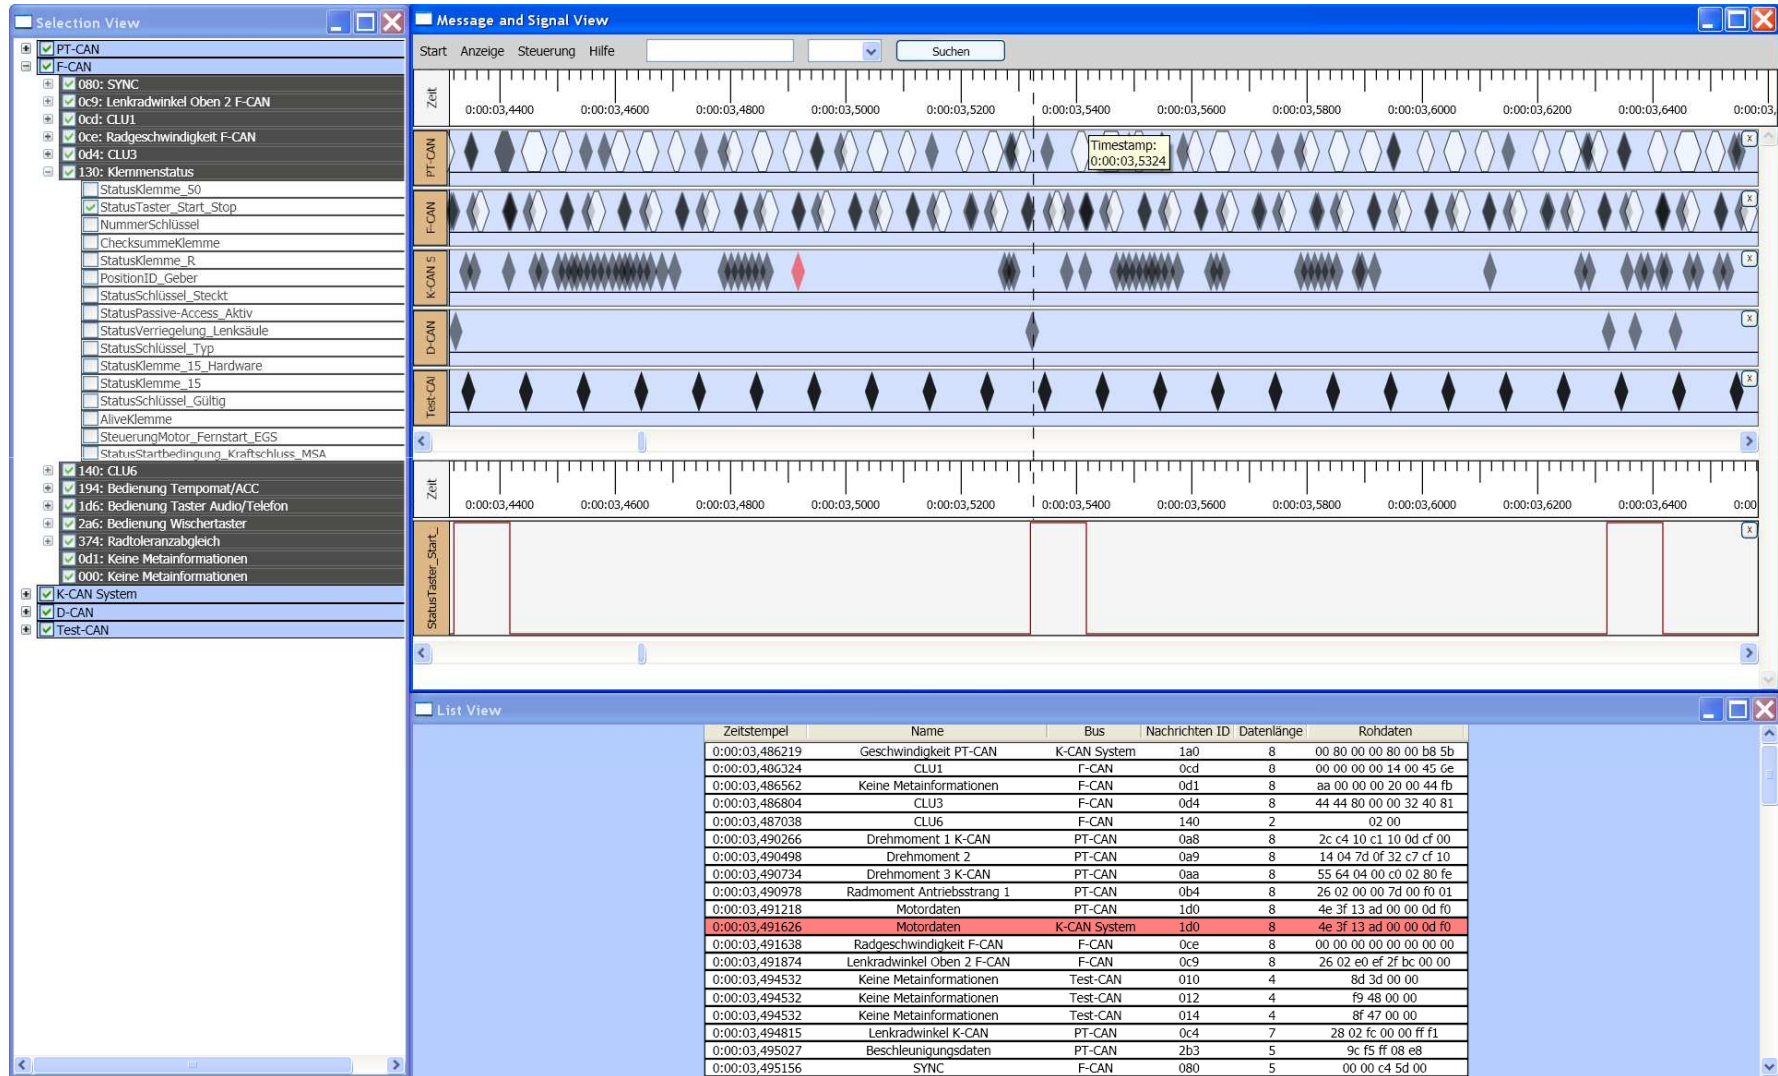 Selection View
PT-CAN
F-CAN
080: SYNC
0c9: Lenkradwinkel Oben 2 F-CAN
0cd: CLU1
0ce: Radgeschwindigkeit F-CAN
0d4: CLU3
130: Klemmenstatus
StatusKlemme_50
StatusTaster_Start_Stop
NummerSchlüssel
ChecksummeKlemme
StatusKlemme_R
PositionID_Geber
StatusSchlüssel_Steckt
StatusPassive-Access_Aktiv
StatusVerriegelung_Lenksäule
StatusSchlüssel_Typ
StatusKlemme_15_Hardware
StatusKlemme_15
StatusSchlüssel_Gültig
AliveKlemme
SteuerungMotor_Fernstart_EGS
StatusStartbedingung_Kraftschluss_MSA
140: CLU6
194: Bedienung Tempomat/ACC
1d6: Bedienung Taster Audio/Telefon
2a6: Bedienung Wischertaster
374: Radtoleranzabgleich
0d1: Keine Metainformationen
000: Keine Metainformationen
K-CAN System
D-CAN
Test-CAN
Message and Signal View
Start Anzeige Steuerung Hilfe Suchen
Zeit
0:00:03,4400 0:00:03,4600 0:00:03,4800 0:00:03,5000 0:00:03,5200 0:00:03,5400 0:00:03,5600 0:00:03,5800 0:00:03,6000 0:00:03,6200 0:00:03,6400 0:00:03,
PT-CAN
x
Timestamp:
0:00:03,5324
F-CAN
x
K-CAN S
x
D-CAN
x
Test-CAI
x
Zeit
0:00:03,4400 0:00:03,4600 0:00:03,4800 0:00:03,5000 0:00:03,5200 0:00:03,5400 0:00:03,5600 0:00:03,5800 0:00:03,6000 0:00:03,6200 0:00:03,6400 0:00
StatusTaster_Start_
x
List View
Zeitstempel Name Bus Nachrichten ID Datenlänge Rohdaten
0:00:03,486219 Geschwindigkeit PT-CAN K-CAN System 1a0 8 00 80 00 00 80 00 b8 5b
0:00:03,486324 CLU1 F-CAN 0cd 8 00 00 00 00 14 00 45 6e
0:00:03,486562 Keine Metainformationen F-CAN 0d1 8 aa 00 00 00 20 00 44 fb
0:00:03,486804 CLU3 F-CAN 0d4 8 44 44 80 00 00 32 40 81
0:00:03,487038 CLU6 F-CAN 140 2 02 00
0:00:03,490266 Drehmoment 1 K-CAN PT-CAN 0a8 8 2c c4 10 c1 10 0d cf 00
0:00:03,490498 Drehmoment 2 PT-CAN 0a9 8 14 04 7d 0f 32 c7 cf 10
0:00:03,490734 Drehmoment 3 K-CAN PT-CAN 0aa 8 55 64 04 00 c0 02 80 fe
0:00:03,490978 Radmoment Antriebsstrang 1 PT-CAN 0b4 8 26 02 00 00 7d 00 f0 01
0:00:03,491218 Motordaten PT-CAN 1d0 8 4e 3f 13 ad 00 00 0d f0
0:00:03,491626 Motordaten K-CAN System 1d0 8 4e 3f 13 ad 00 00 0d f0
0:00:03,491638 Radgeschwindigkeit F-CAN F-CAN 0ce 8 00 00 00 00 00 00 00 00
0:00:03,491874 Lenkradwinkel Oben 2 F-CAN F-CAN 0c9 8 26 02 e0 ef 2f bc 00 00
0:00:03,494532 Keine Metainformationen Test-CAN 010 4 8d 3d 00 00
0:00:03,494532 Keine Metainformationen Test-CAN 012 4 f9 48 00 00
0:00:03,494532 Keine Metainformationen Test-CAN 014 4 8f 47 00 00
0:00:03,494815 Lenkradwinkel K-CAN PT-CAN 0c4 7 28 02 fc 00 00 ff f1
0:00:03,495027 Beschleunigungsdaten PT-CAN 2b3 5 9c f5 ff 08 e8
0:00:03,495156 SYNC F-CAN 080 5 00 00 c4 5d 00